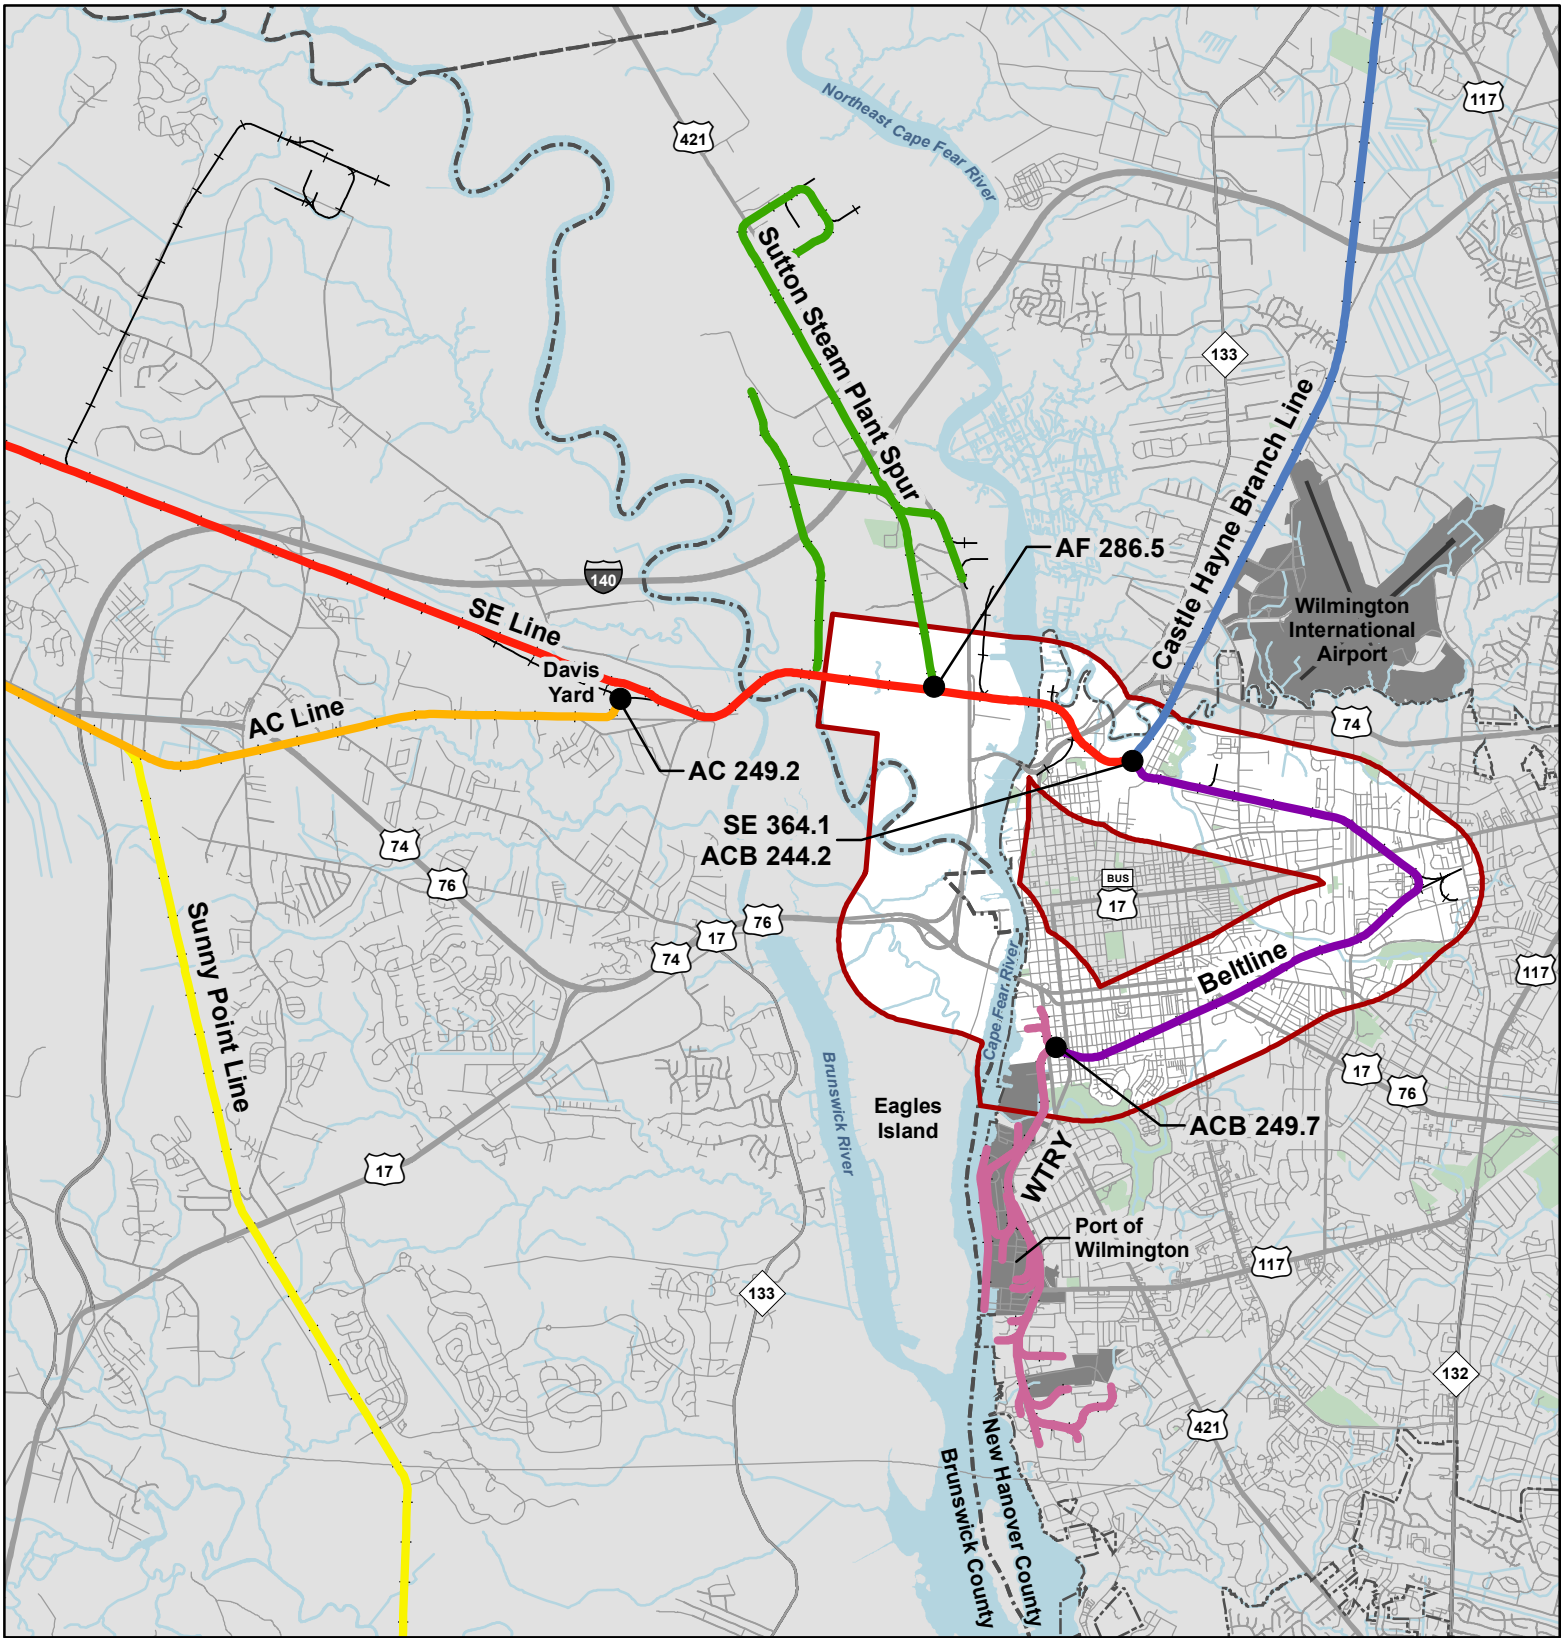 117
421
Northeast Cape Fear River
Sutton Steam Plant Spur
133
Castle Hayne Branch Line
AF 286.5
140
SE Line
Wilmington
International
Airport
Davis
Yard
AC Line
74
AC 249.2
SE 364.1
ACB 244.2
74
76
BUS
17
Sunny Point Line
76
17
74
Beltline
117
Cape Fear River
Brunswick River
17
76
Eagles
Island
ACB 249.7
WTRY
17
Port of
Wilmington
117
133
132
421
New Hanover County
Brunswick County